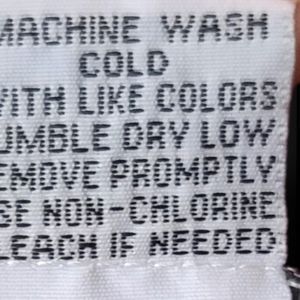 MACHINE WASH
COLD
WITH LIKE COLORS
UMBLE DRY LOW
EMOVE PROMPTLY
SE NON-CHLORINE
LEACH IF NEEDED